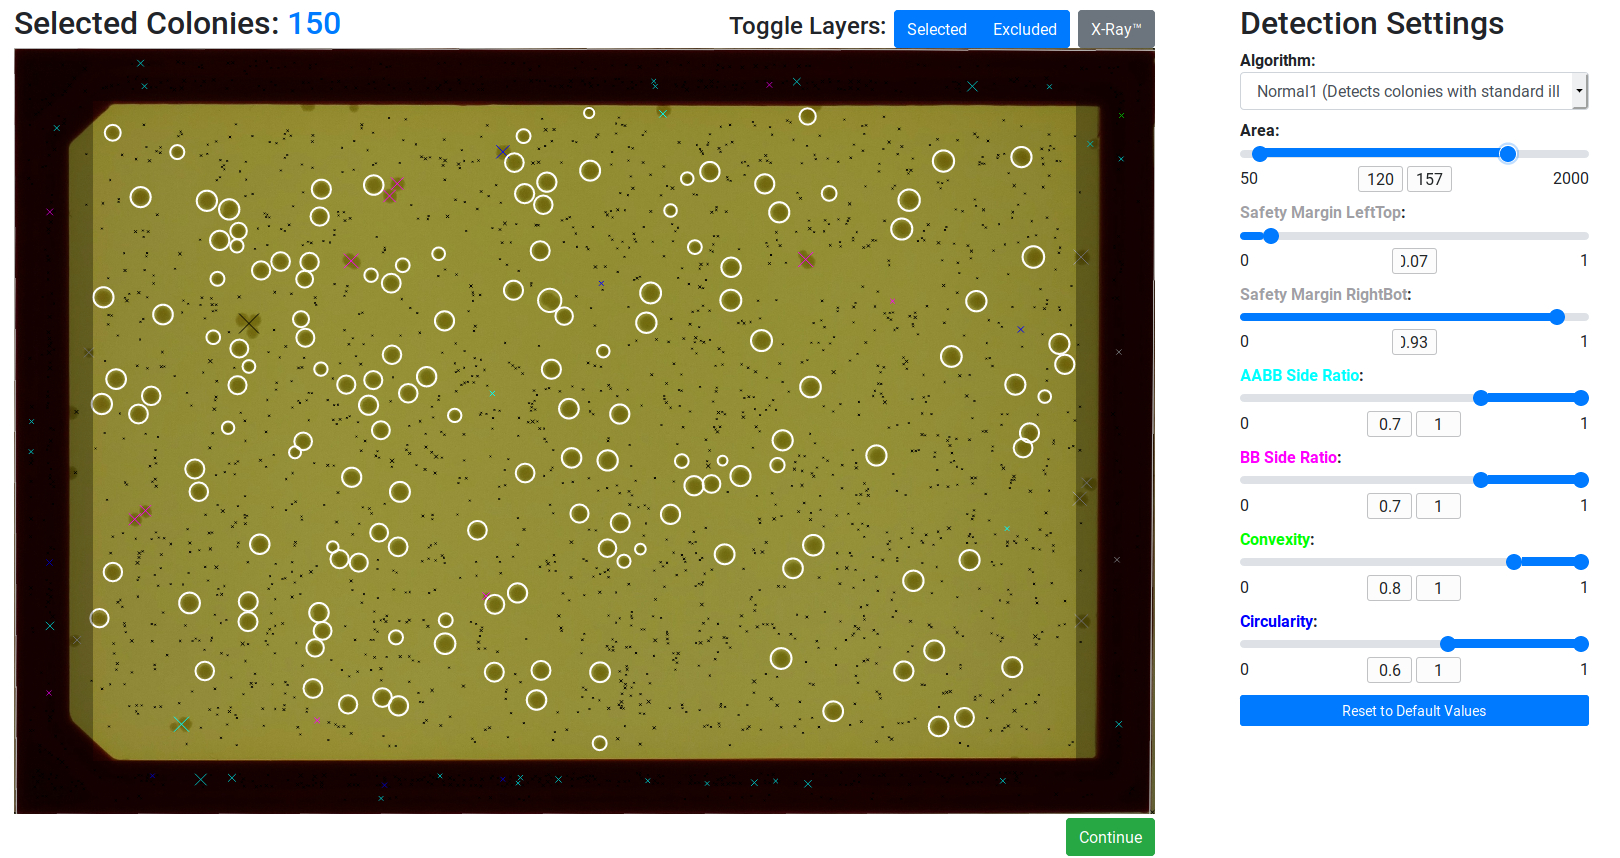 Selected Colonies: 150
Toggle Layers: Selected Excluded X-Ray™
Detection Settings
Algorithm:
Normal1 (Detects colonies with standard ill
Area:
50 120 157 2000
Safety Margin LeftTop:
0 0.07 1
Safety Margin RightBot:
0 0.93 1
AABB Side Ratio:
0 0.7 1 1
BB Side Ratio:
0 0.7 1 1
Convexity:
0 0.8 1 1
Circularity:
0 0.6 1 1
Reset to Default Values
Continue